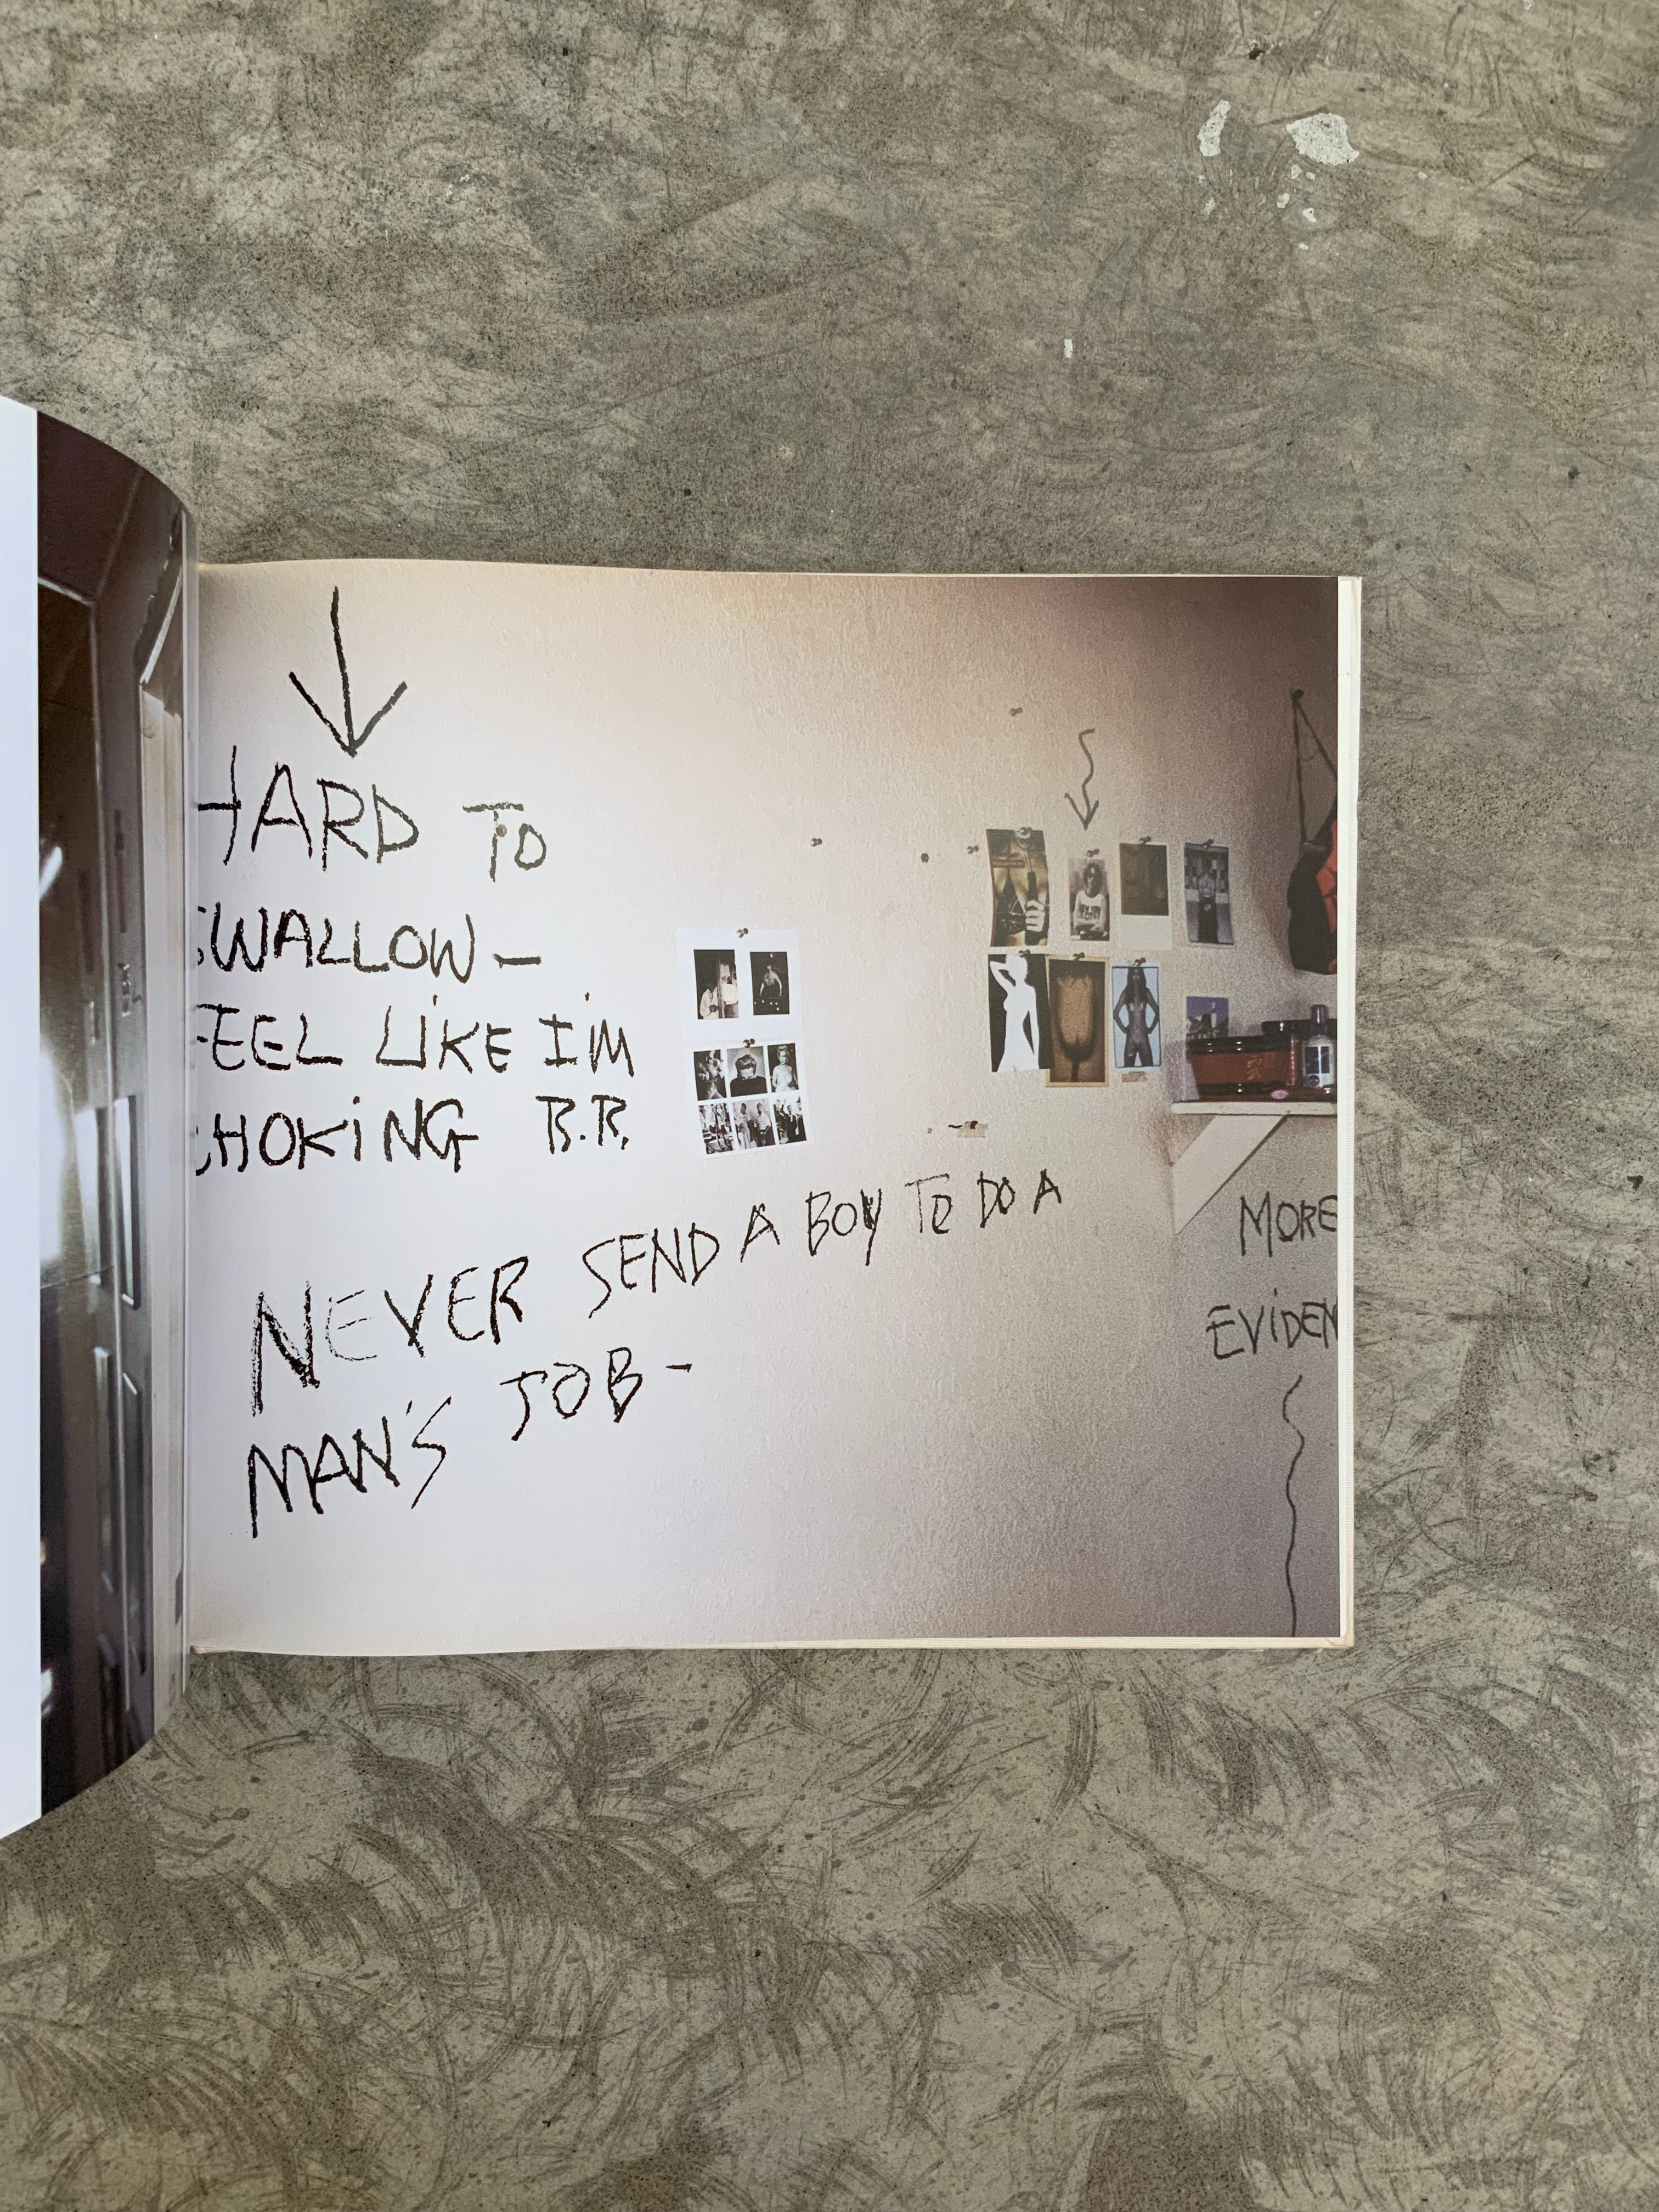 HARD TO
SWALLOW—
FEEL LIKE I'M
CHOKING B.B.
NEVER SEND A BOY TO DO A
MAN'S JOB-
MORE
EVIDEN